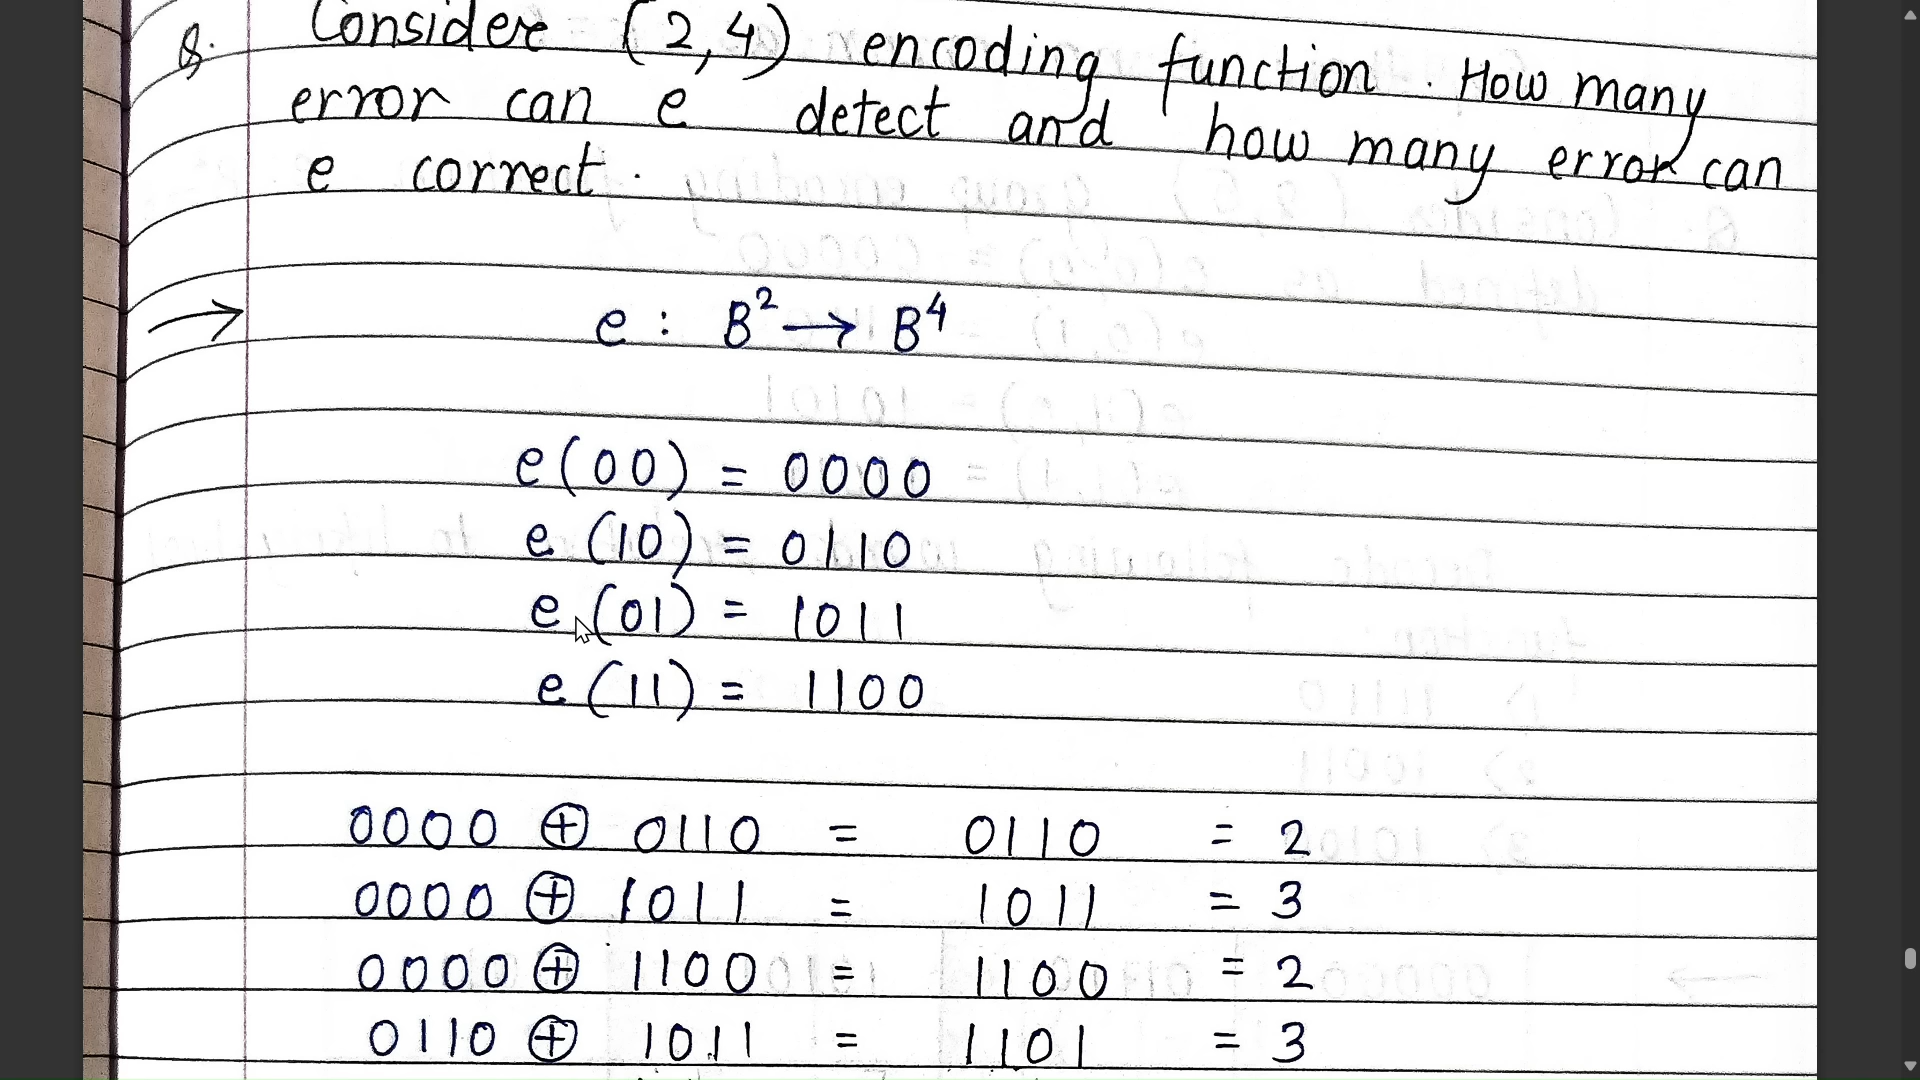 Q. Consider (2,4) encoding function. How many
error can e detect and how many error can
e correct.
→ e : B² → B⁴
e(00) = 0000
e (10) = 0110
e (01) = 1011
e (11) = 1100
0000 ⊕ 0110 = 0110 = 2
0000 ⊕ 1011 = 1011 = 3
0000 ⊕ 1100 = 1100 = 2
0110 ⊕ 1011 = 1101 = 3